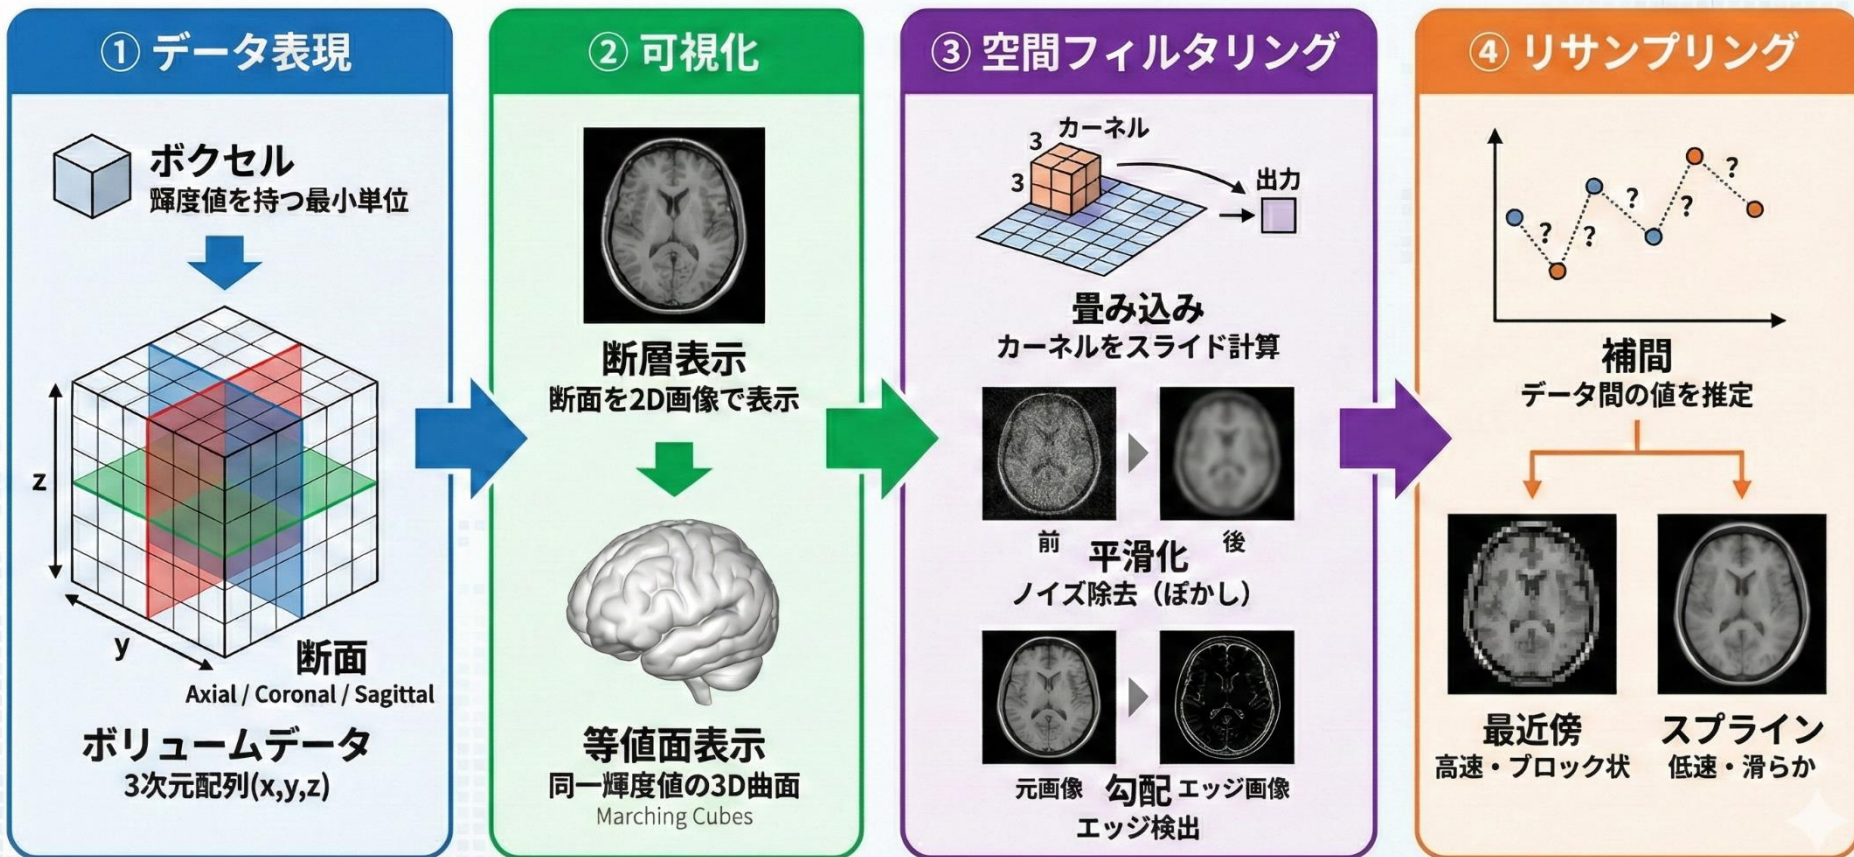 ① データ表現
ボクセル
輝度値を持つ最小単位
z
y
断面
Axial / Coronal / Sagittal
ボリュームデータ
3次元配列(x,y,z)
② 可視化
断層表示
断面を2D画像で表示
等値面表示
同一輝度値の3D曲面
Marching Cubes
③ 空間フィルタリング
カーネル
3
3
出力
畳み込み
カーネルをスライド計算
前
後
平滑化
ノイズ除去（ぼかし）
元画像
勾配
エッジ画像
エッジ検出
④ リサンプリング
?
?
?
?
?
補間
データ間の値を推定
最近傍
高速・ブロック状
スプライン
低速・滑らか